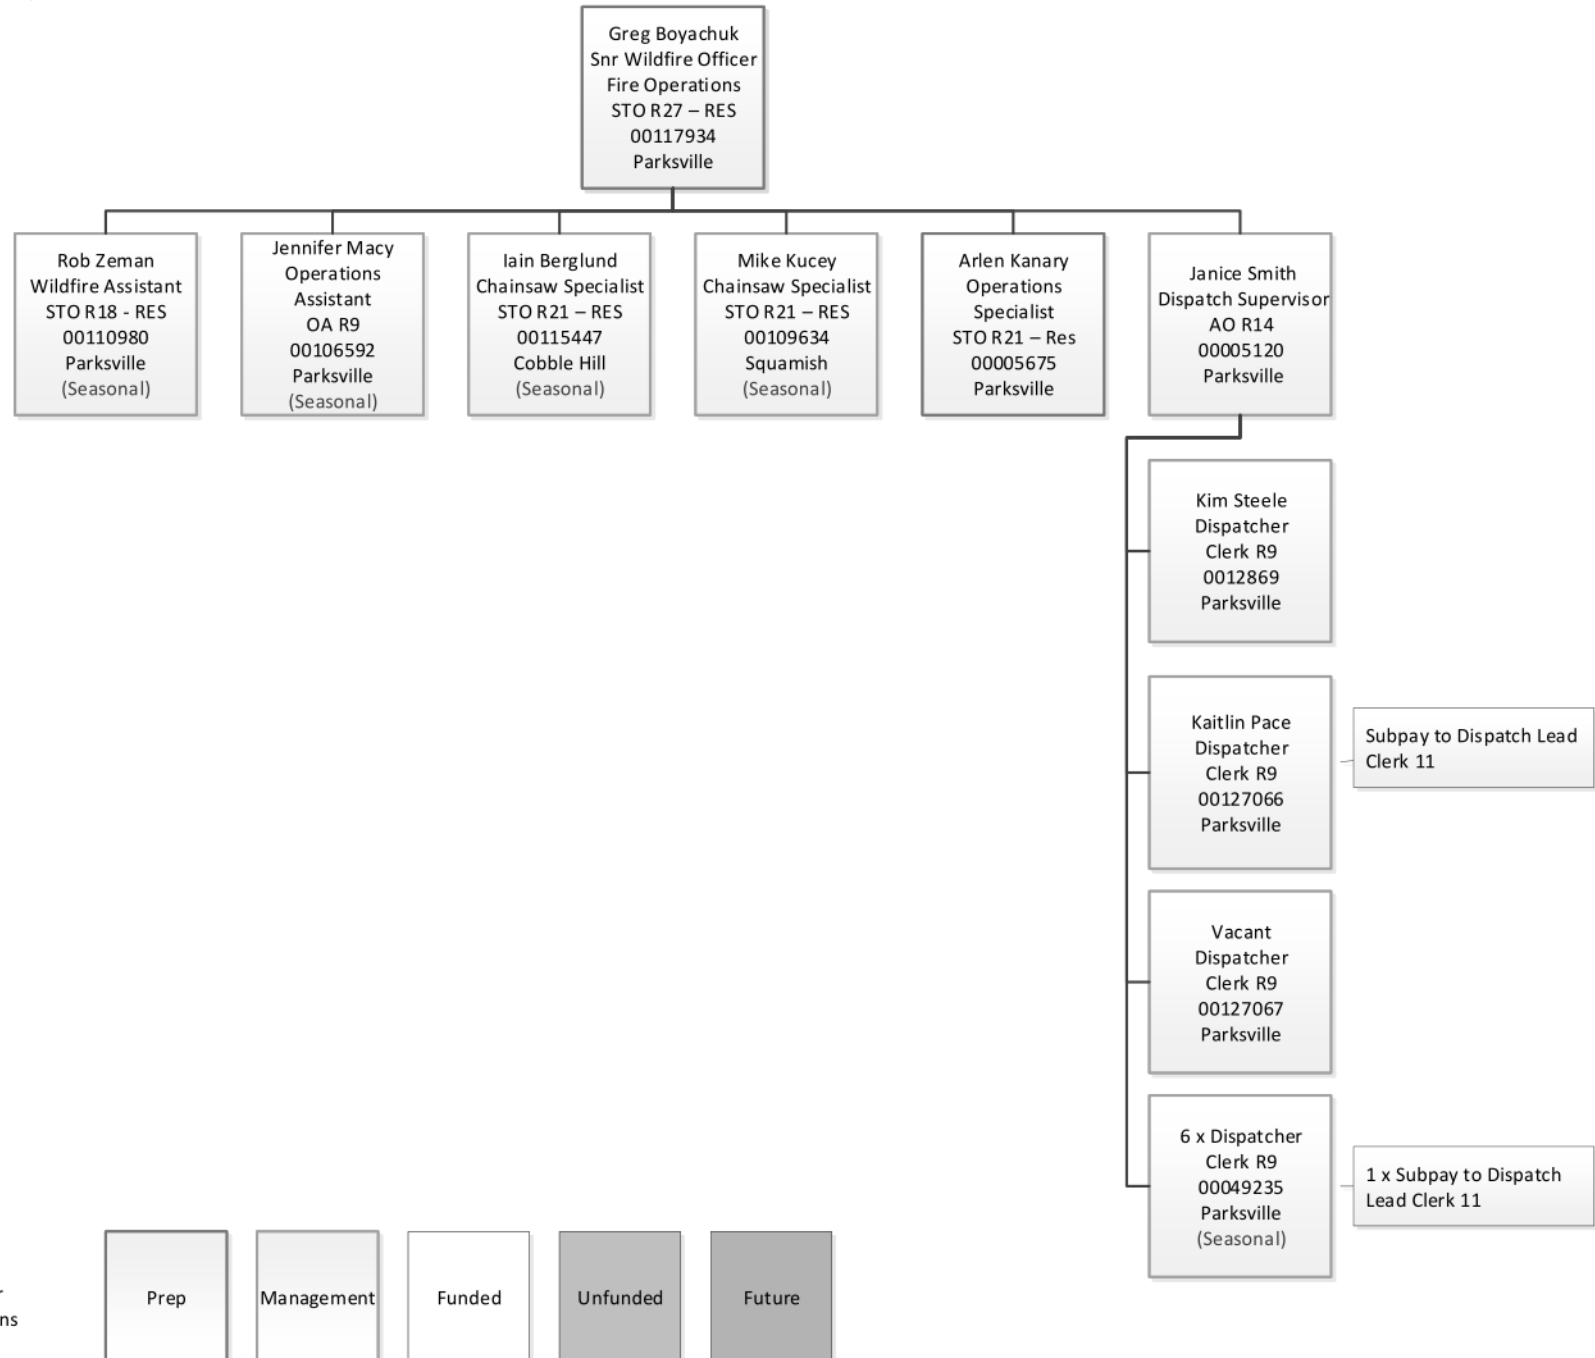 Greg Boyachuk
Snr Wildfire Officer
Fire Operations
STO R27 – RES
00117934
Parksville
Rob Zeman
Wildfire Assistant
STO R18 - RES
00110980
Parksville
(Seasonal)
Jennifer Macy
Operations
Assistant
OA R9
00106592
Parksville
(Seasonal)
Iain Berglund
Chainsaw Specialist
STO R21 – RES
00115447
Cobble Hill
(Seasonal)
Mike Kucey
Chainsaw Specialist
STO R21 – RES
00109634
Squamish
(Seasonal)
Arlen Kanary
Operations
Specialist
STO R21 – Res
00005675
Parksville
Janice Smith
Dispatch Supervisor
AO R14
00005120
Parksville
Kim Steele
Dispatcher
Clerk R9
0012869
Parksville
Kaitlin Pace
Dispatcher
Clerk R9
00127066
Parksville
Subpay to Dispatch Lead
Clerk 11
Vacant
Dispatcher
Clerk R9
00127067
Parksville
6 x Dispatcher
Clerk R9
00049235
Parksville
(Seasonal)
1 x Subpay to Dispatch
Lead Clerk 11
ns
Prep
Management
Funded
Unfunded
Future